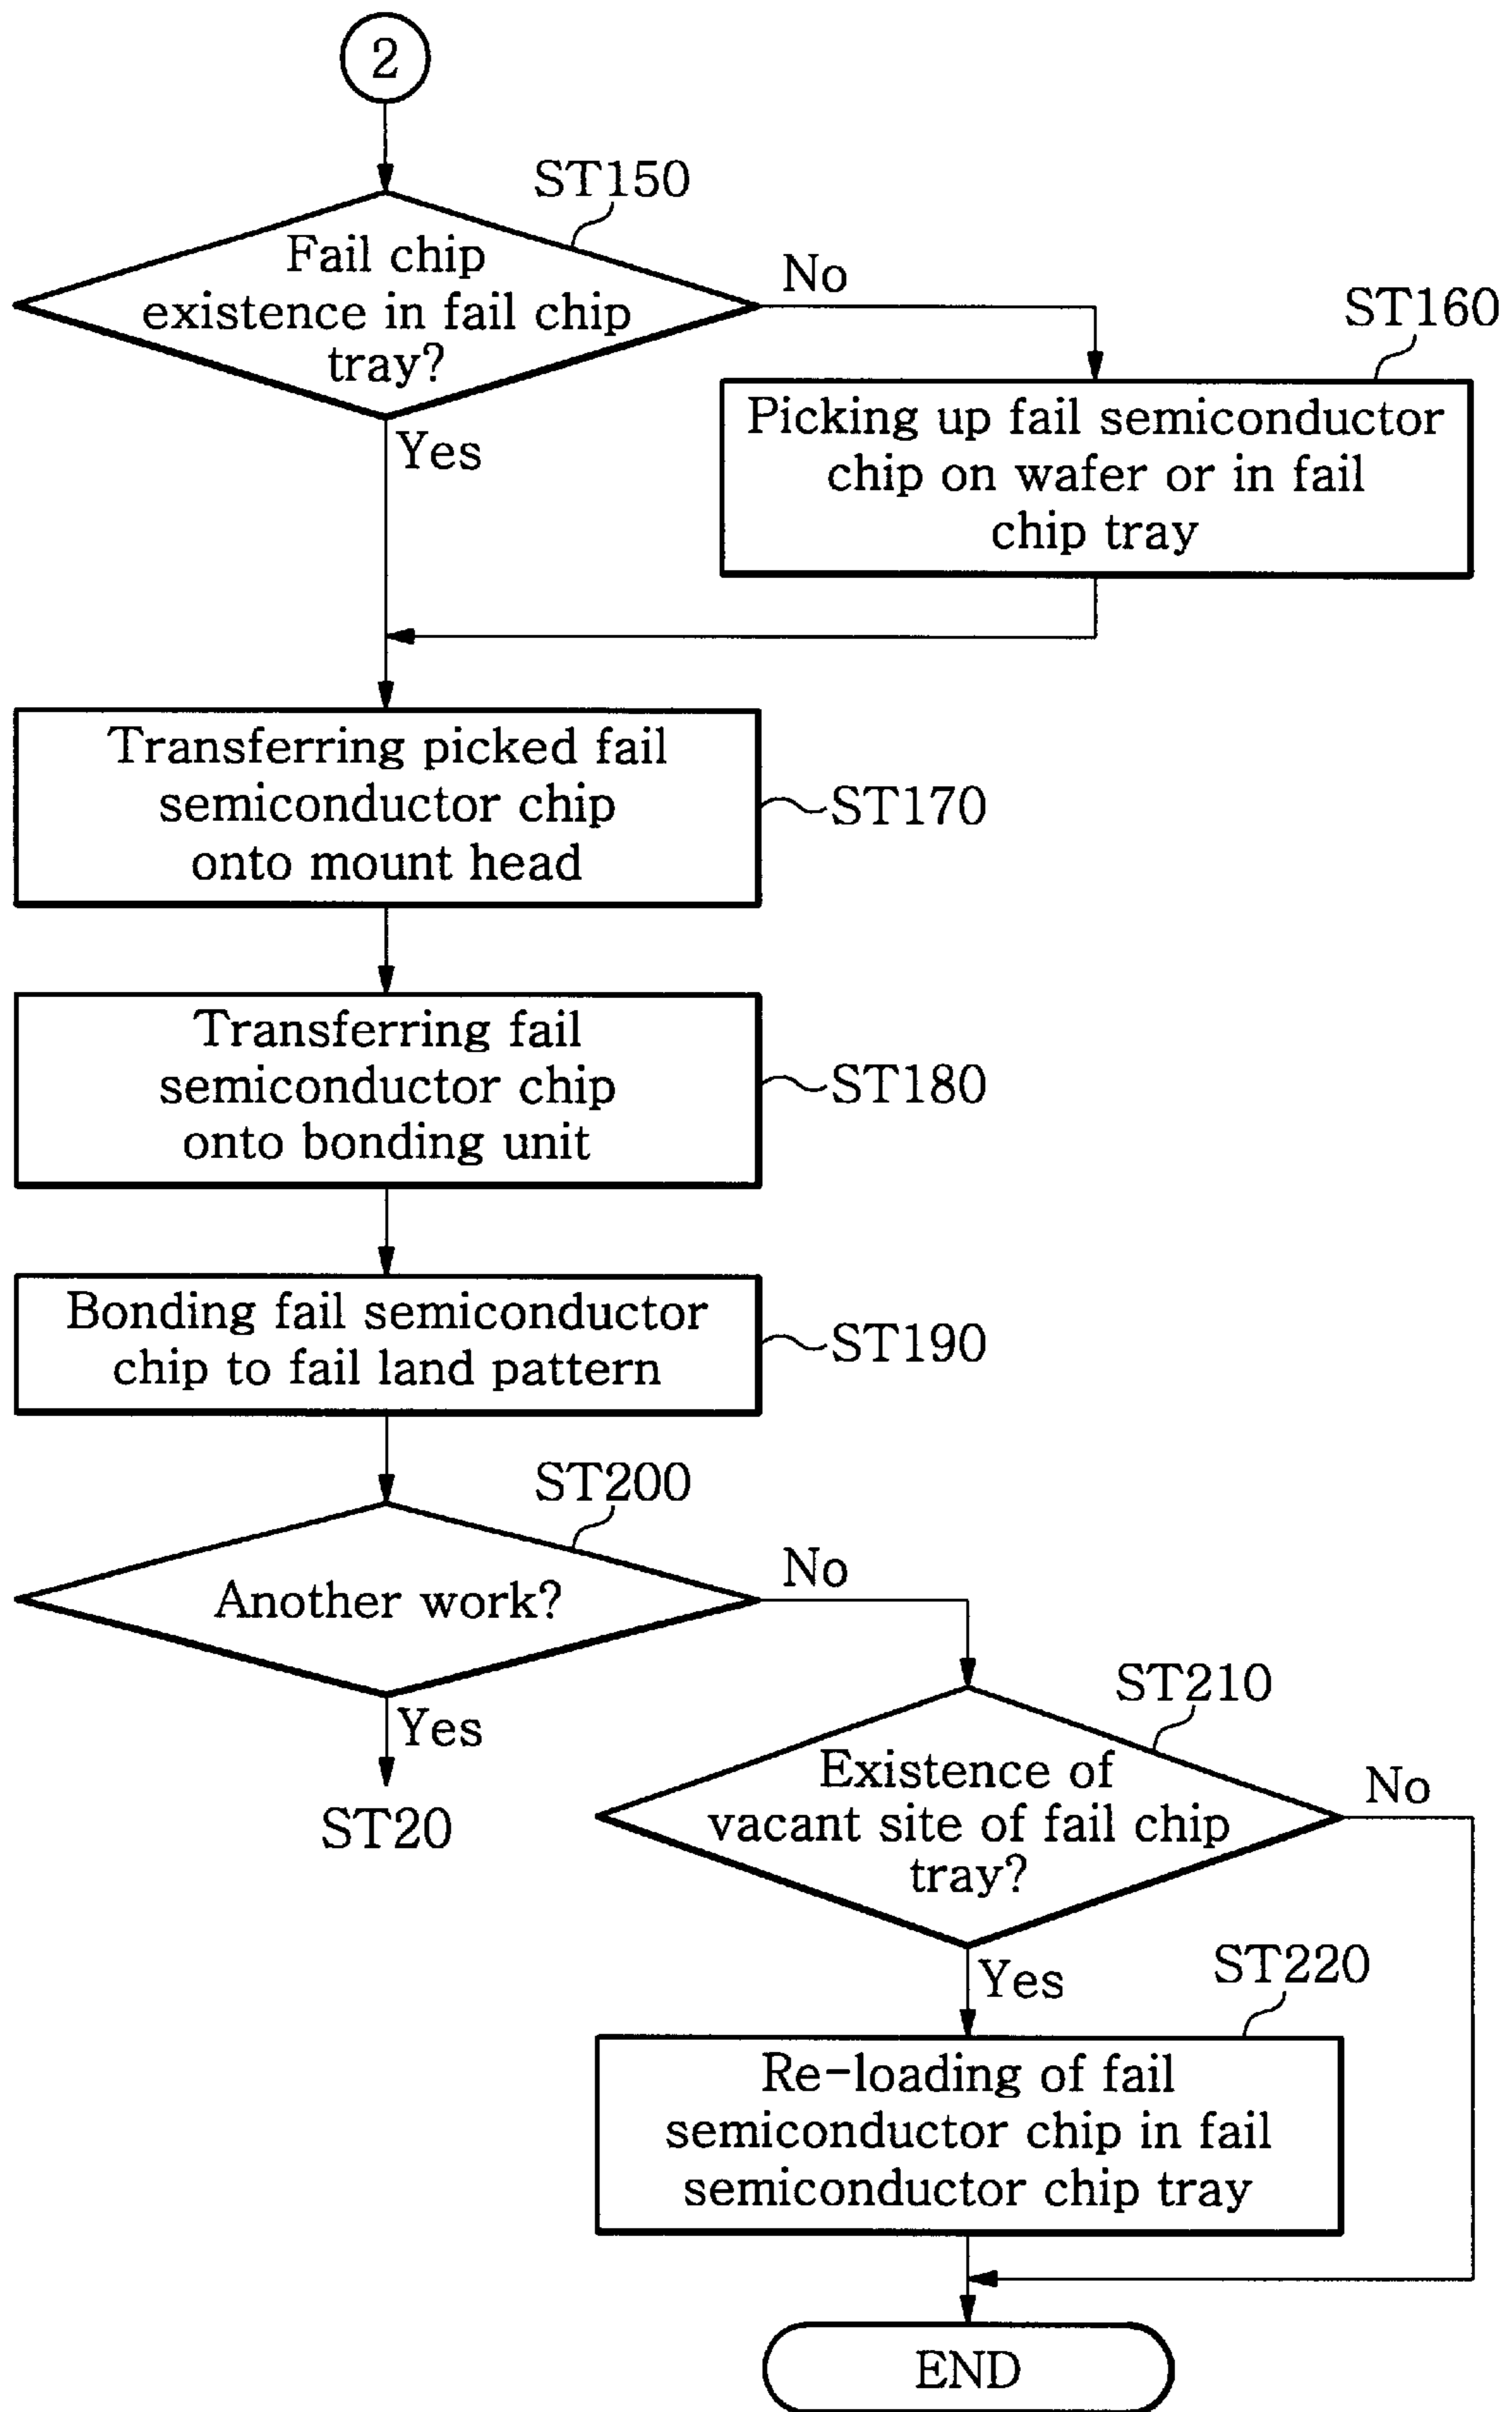 2
ST150
Fail chip
existence in fail chip
tray?
No
Yes
ST160
Picking up fail semiconductor
chip on wafer or in fail
chip tray
Transferring picked fail
semiconductor chip
onto mount head
ST170
Transferring fail
semiconductor chip
onto bonding unit
ST180
Bonding fail semiconductor
chip to fail land pattern
ST190
ST200
Another work?
No
Yes
ST20
ST210
Existence of
vacant site of fail chip
tray?
No
Yes
ST220
Re-loading of fail
semiconductor chip in fail
semiconductor chip tray
END